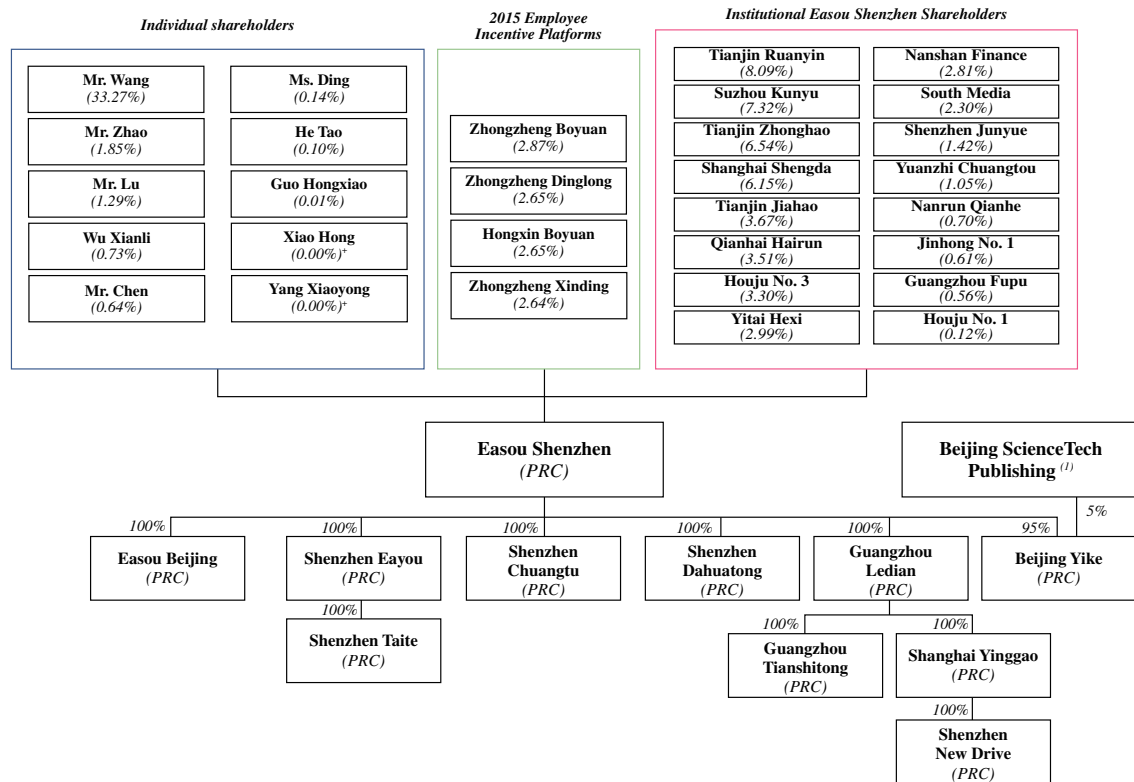 Individual shareholders
2015 Employee
Incentive Platforms
Institutional Easou Shenzhen Shareholders
Mr. Wang
(33.27%)
Ms. Ding
(0.14%)
Mr. Zhao
(1.85%)
He Tao
(0.10%)
Mr. Lu
(1.29%)
Guo Hongxiao
(0.01%)
Wu Xianli
(0.73%)
Xiao Hong
(0.00%)+
Mr. Chen
(0.64%)
Yang Xiaoyong
(0.00%)+
Zhongzheng Boyuan
(2.87%)
Zhongzheng Dinglong
(2.65%)
Hongxin Boyuan
(2.65%)
Zhongzheng Xinding
(2.64%)
Tianjin Ruanyin
(8.09%)
Nanshan Finance
(2.81%)
Suzhou Kunyu
(7.32%)
South Media
(2.30%)
Tianjin Zhonghao
(6.54%)
Shenzhen Junyue
(1.42%)
Shanghai Shengda
(6.15%)
Yuanzhi Chuangtou
(1.05%)
Tianjin Jiahao
(3.67%)
Nanrun Qianhe
(0.70%)
Qianhai Hairun
(3.51%)
Jinhong No. 1
(0.61%)
Houju No. 3
(3.30%)
Guangzhou Fupu
(0.56%)
Yitai Hexi
(2.99%)
Houju No. 1
(0.12%)
Easou Shenzhen
(PRC)
Beijing ScienceTech
Publishing (1)
100%
100%
100%
100%
100%
95%
5%
Easou Beijing
(PRC)
Shenzhen Eayou
(PRC)
Shenzhen
Chuangtu
(PRC)
Shenzhen
Dahuatong
(PRC)
Guangzhou
Ledian
(PRC)
Beijing Yike
(PRC)
100%
Shenzhen Taite
(PRC)
100%
100%
Guangzhou
Tianshitong
(PRC)
Shanghai Yinggao
(PRC)
100%
Shenzhen
New Drive
(PRC)